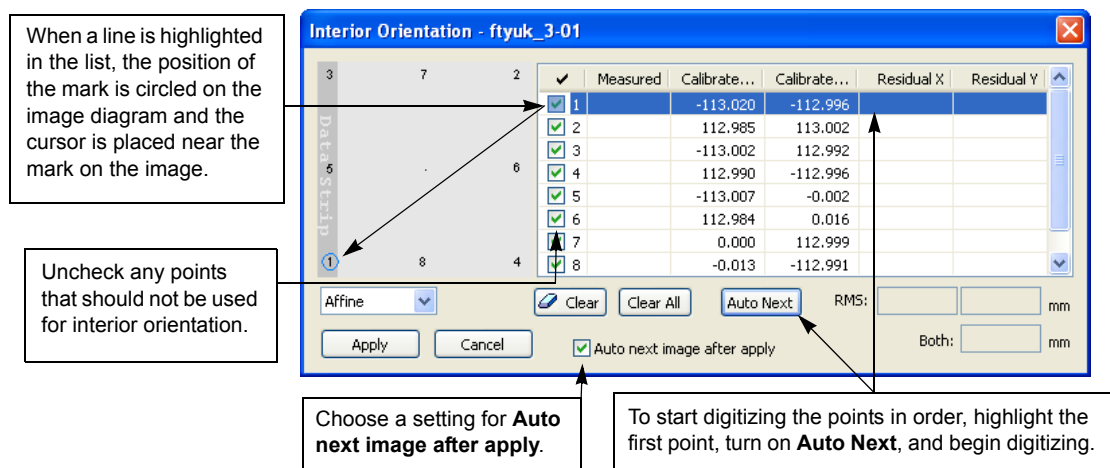 When a line is highlighted
in the list, the position of
the mark is circled on the
image diagram and the
cursor is placed near the
mark on the image.
Uncheck any points
that should not be used
for interior orientation.
Interior Orientation - ftyuk_3-01
3 7 2
5 . 6
1 8 4
Data Strip
✔ Measured Calibrate... Calibrate... Residual X Residual Y
1 -113.020 -112.996
2 112.985 113.002
3 -113.002 112.992
4 112.990 -112.996
5 -113.007 -0.002
6 112.984 0.016
7 0.000 112.999
8 -0.013 -112.991
Affine Clear Clear All Auto Next RMS: mm
Apply Cancel Auto next image after apply Both: mm
Choose a setting for Auto
next image after apply.
To start digitizing the points in order, highlight the
first point, turn on Auto Next, and begin digitizing.